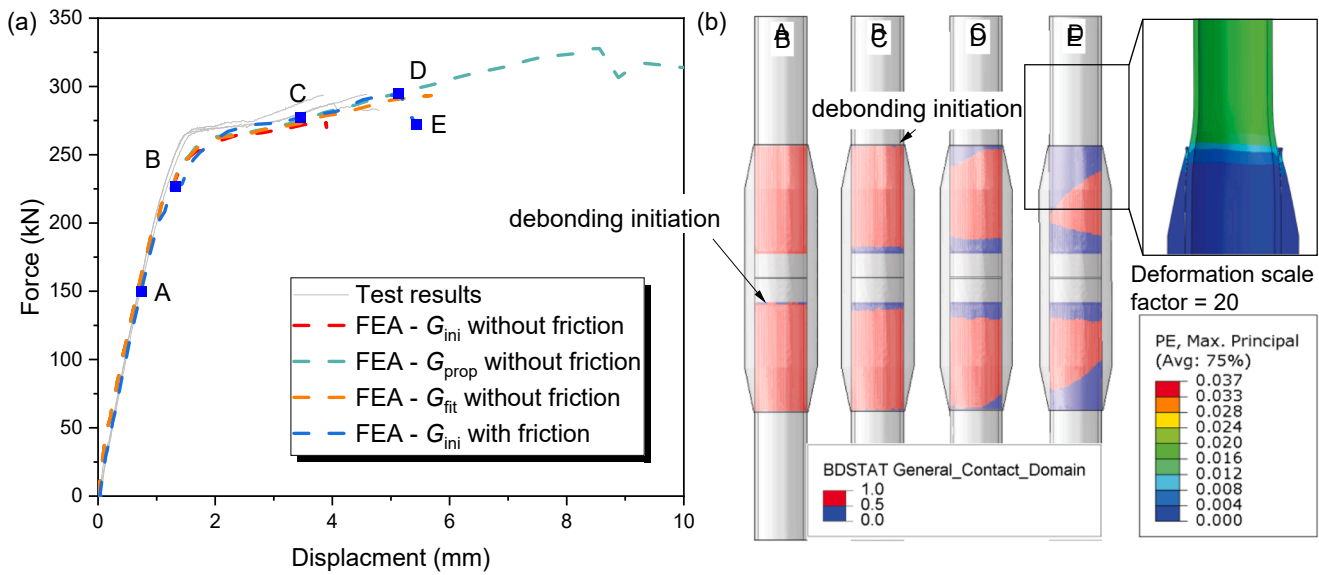 (a)
Force (kN)
350
300
250
200
150
100
50
0
0 2 4 6 8 10
Displacment (mm)
A
B
C
D
E
Test results
FEA - Gini without friction
FEA - Gprop without friction
FEA - Gfit without friction
FEA - Gini with friction
(b)
A B C D
B C D E
debonding initiation
debonding initiation
BDSTAT General_Contact_Domain
1.0
0.5
0.0
Deformation scale
factor = 20
PE, Max. Principal
(Avg: 75%)
0.037
0.033
0.028
0.024
0.020
0.016
0.012
0.008
0.004
0.000